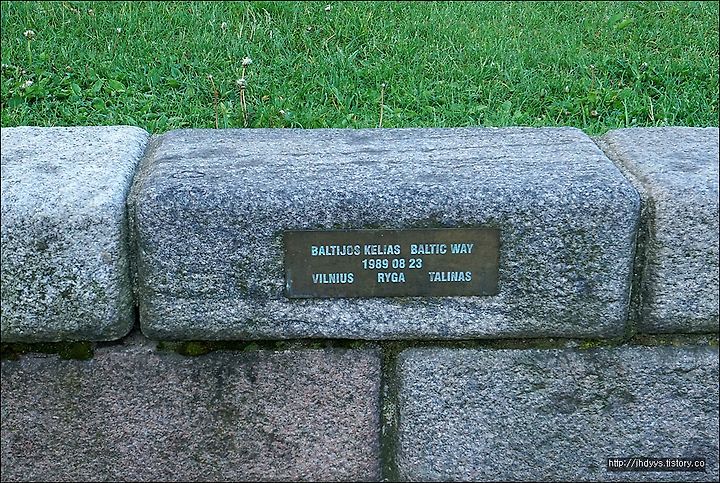 BALTIJOS KELIAS BALTIC WAY
1989 08 23
VILNIUS RYGA TALINAS
http://ihdyys.tistory.co